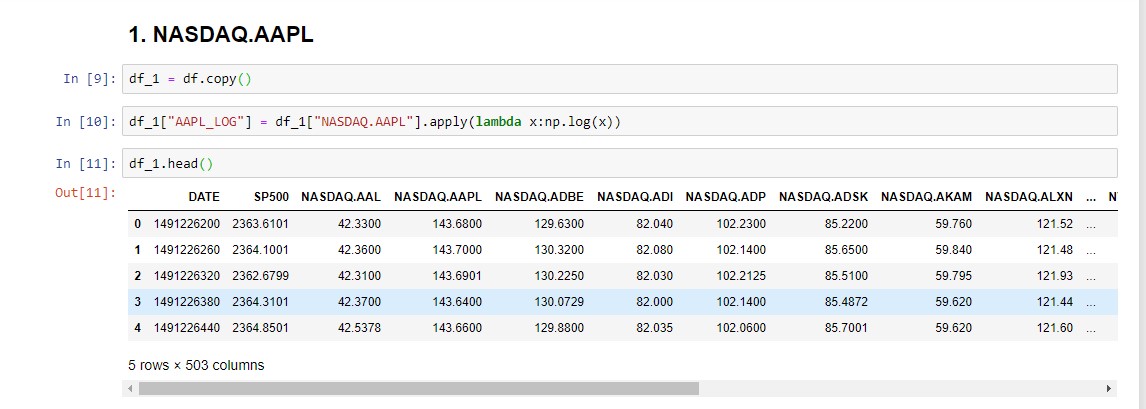 1. NASDAQ.AAPL
In [9]: df_1 = df.copy()
In [10]: df_1["AAPL_LOG"] = df_1["NASDAQ.AAPL"].apply(lambda x:np.log(x))
In [11]: df_1.head()
Out[11]:
DATE SP500 NASDAQ.AAL NASDAQ.AAPL NASDAQ.ADBE NASDAQ.ADI NASDAQ.ADP NASDAQ.ADSK NASDAQ.AKAM NASDAQ.ALXN ... N
0 1491226200 2363.6101 42.3300 143.6800 129.6300 82.040 102.2300 85.2200 59.760 121.52 ...
1 1491226260 2364.1001 42.3600 143.7000 130.3200 82.080 102.1400 85.6500 59.840 121.48 ...
2 1491226320 2362.6799 42.3100 143.6901 130.2250 82.030 102.2125 85.5100 59.795 121.93 ...
3 1491226380 2364.3101 42.3700 143.6400 130.0729 82.000 102.1400 85.4872 59.620 121.44 ...
4 1491226440 2364.8501 42.5378 143.6600 129.8800 82.035 102.0600 85.7001 59.620 121.60 ...
5 rows × 503 columns